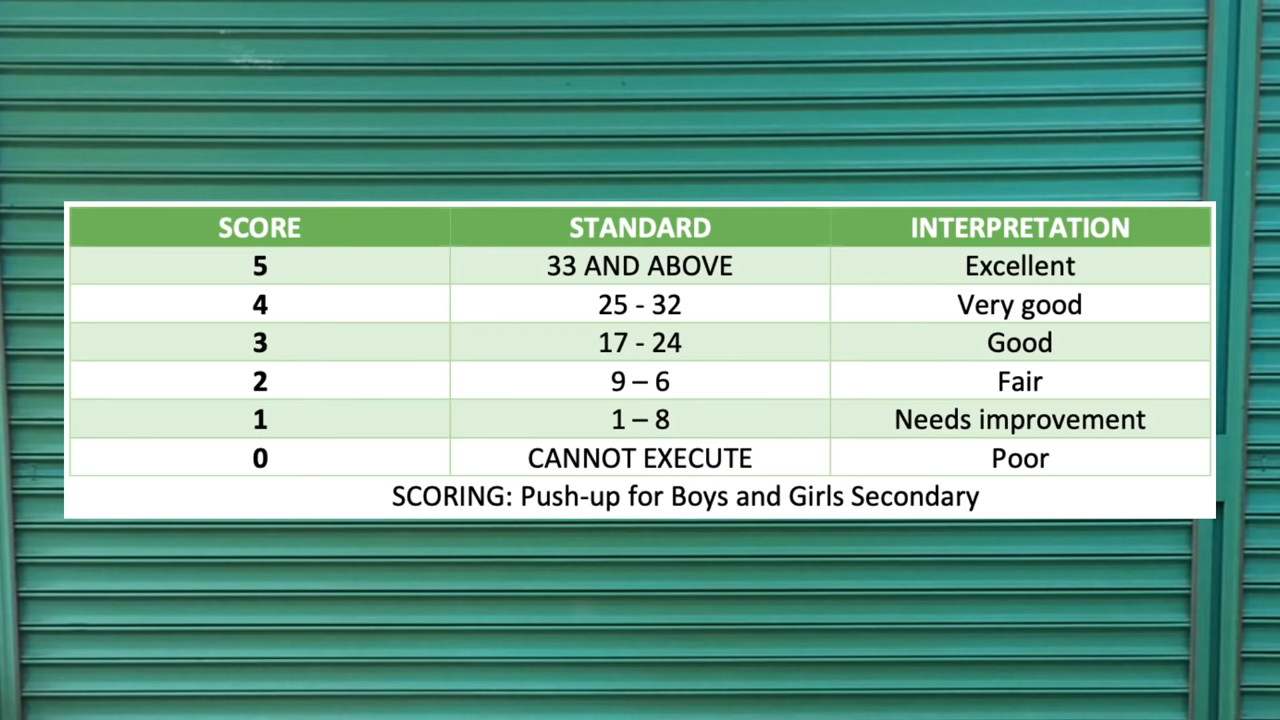 SCORE STANDARD INTERPRETATION
5 33 AND ABOVE Excellent
4 25 - 32 Very good
3 17 - 24 Good
2 9 – 6 Fair
1 1 – 8 Needs improvement
0 CANNOT EXECUTE Poor
SCORING: Push-up for Boys and Girls Secondary